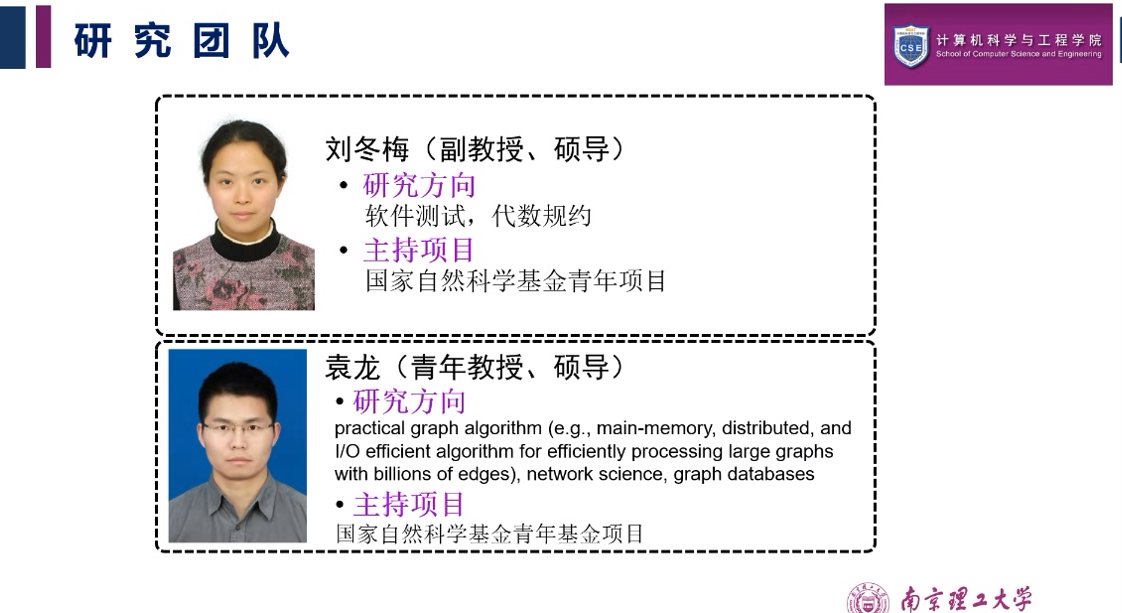 研究团队
CSE
计算机科学与工程学院
School of Computer Science and Engineering
刘冬梅（副教授、硕导）
• 研究方向
软件测试，代数规约
• 主持项目
国家自然科学基金青年项目
袁龙（青年教授、硕导）
• 研究方向
practical graph algorithm (e.g., main-memory, distributed, and
I/O efficient algorithm for efficiently processing large graphs
with billions of edges), network science, graph databases
• 主持项目
国家自然科学基金青年基金项目
南京理工大学